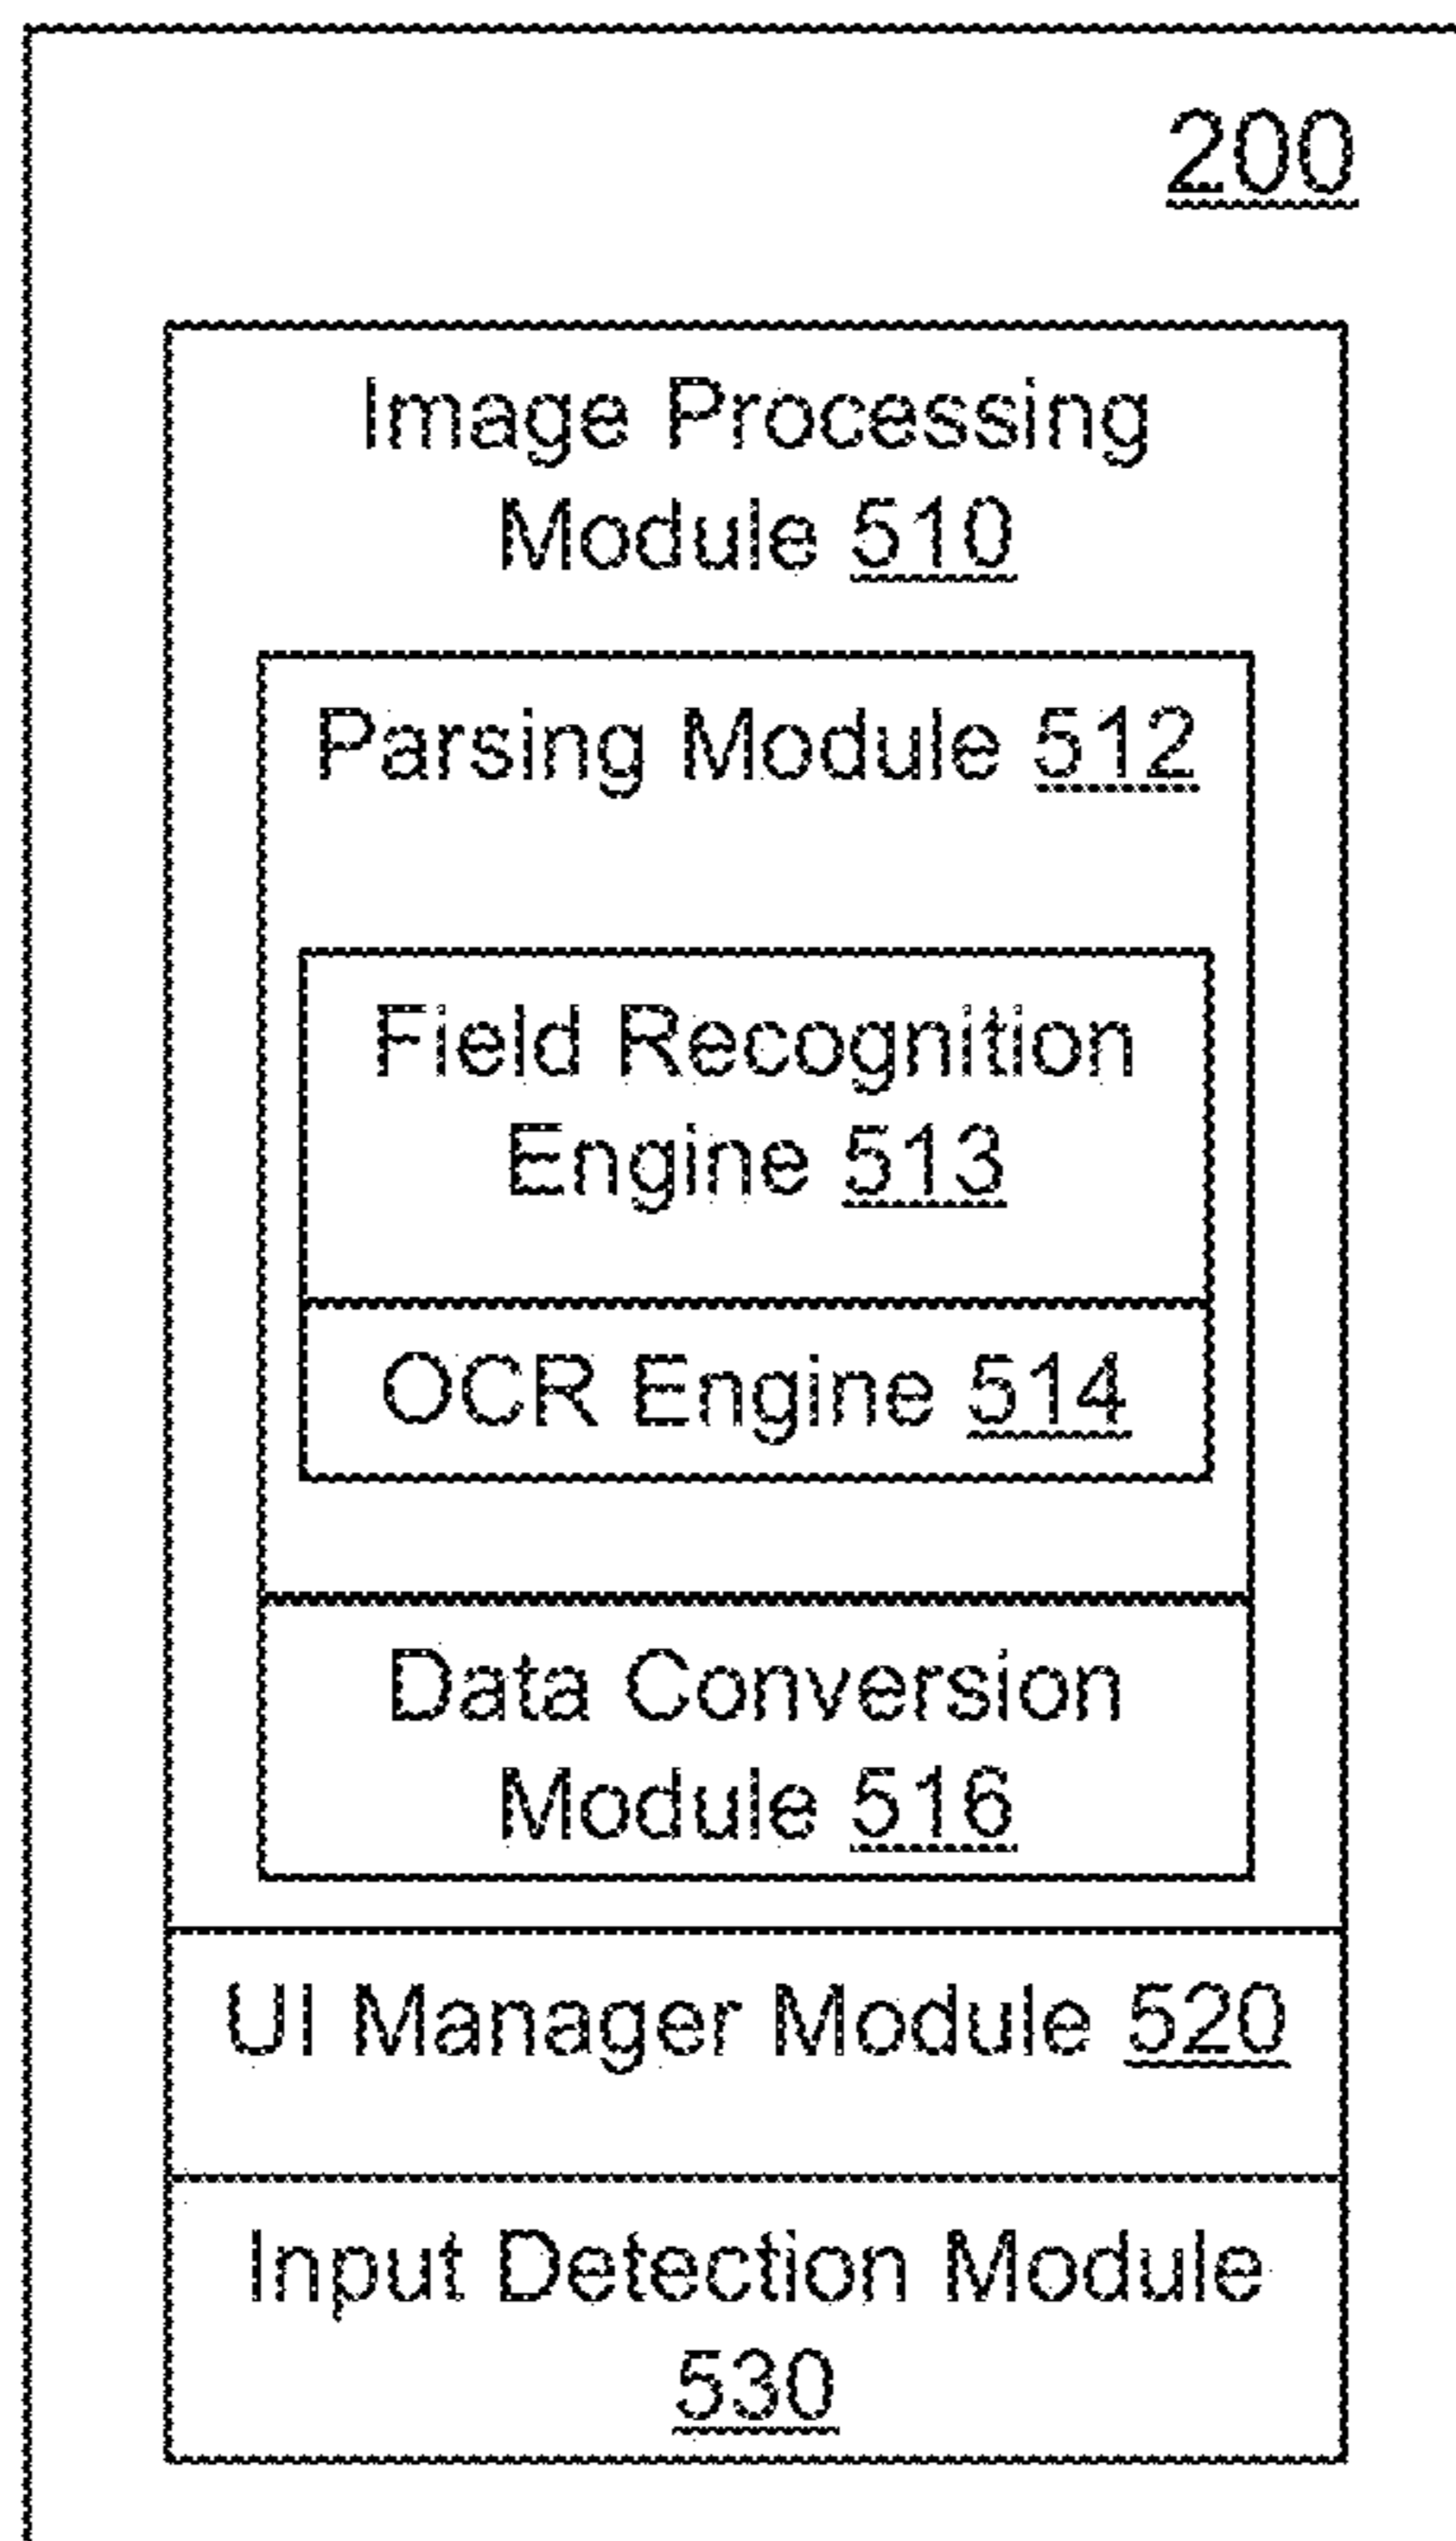 200
Image Processing
Module 510
Parsing Module 512
Field Recognition
Engine 513
OCR Engine 514
Data Conversion
Module 516
UI Manager Module 520
Input Detection Module
530